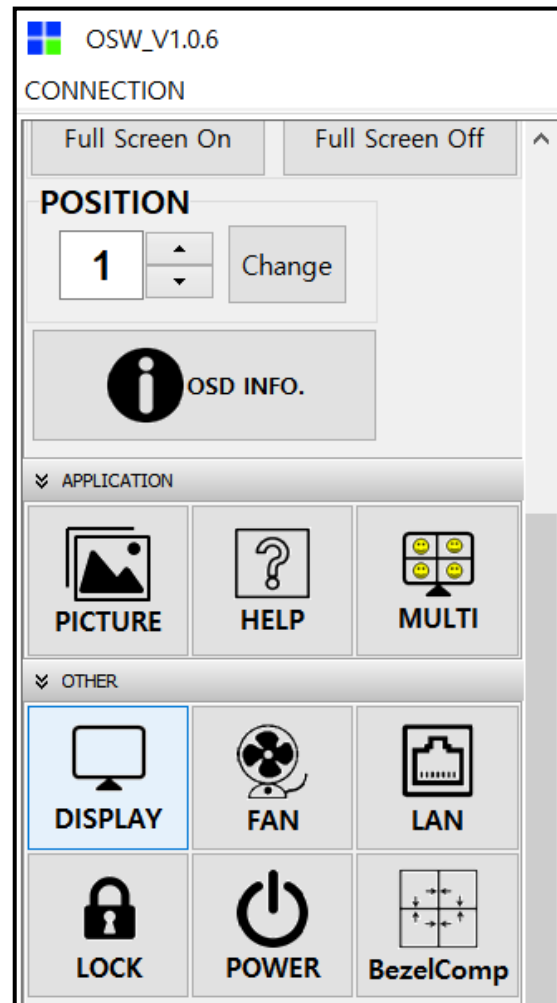 OSW_V1.0.6
CONNECTION
Full Screen On Full Screen Off
POSITION
1 Change
OSD INFO.
APPLICATION
PICTURE HELP MULTI
OTHER
DISPLAY FAN LAN
LOCK POWER BezelComp